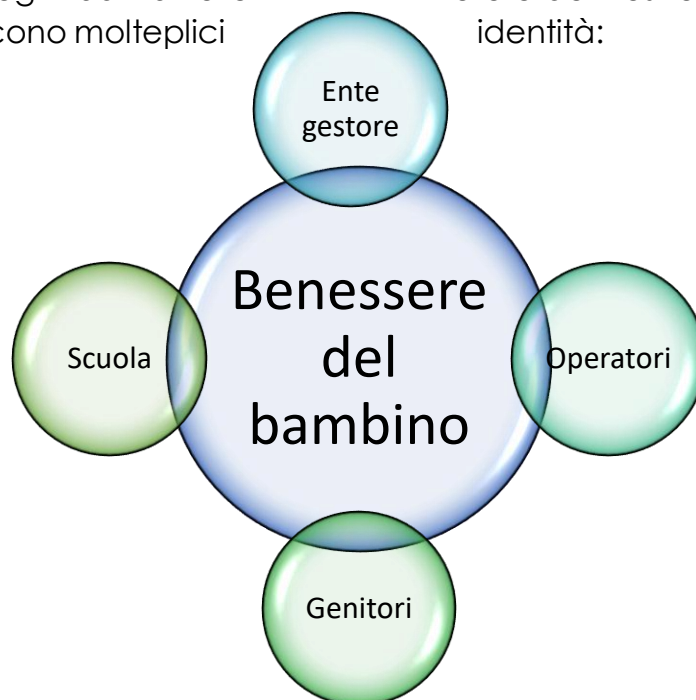 cono molteplici identità:
Ente
gestore
Benessere
del
bambino
Scuola
Operatori
Genitori